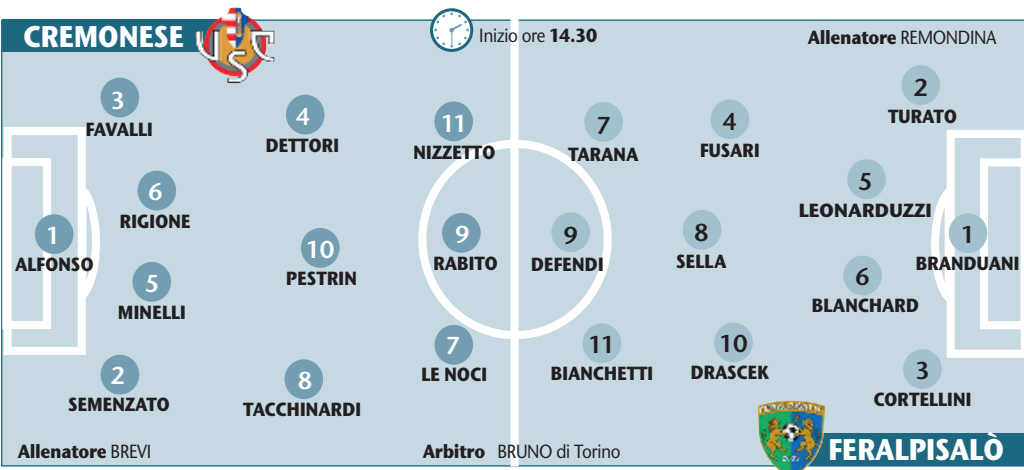 CREMONESE
USC
Inizio ore 14.30
Allenatore REMONDINA
3
FAVALLI
4
DETTORI
11
NIZZETTO
6
RIGIONE
1
ALFONSO
10
PESTRIN
9
RABITO
5
MINELLI
2
SEMENZATO
8
TACCHINARDI
7
LE NOCI
7
TARANA
4
FUSARI
2
TURATO
5
LEONARDUZZI
9
DEFENDI
8
SELLA
1
BRANDUANI
6
BLANCHARD
11
BIANCHETTI
10
DRASCEK
3
CORTELLINI
Allenatore BREVI
Arbitro BRUNO di Torino
FERALPISALÒ